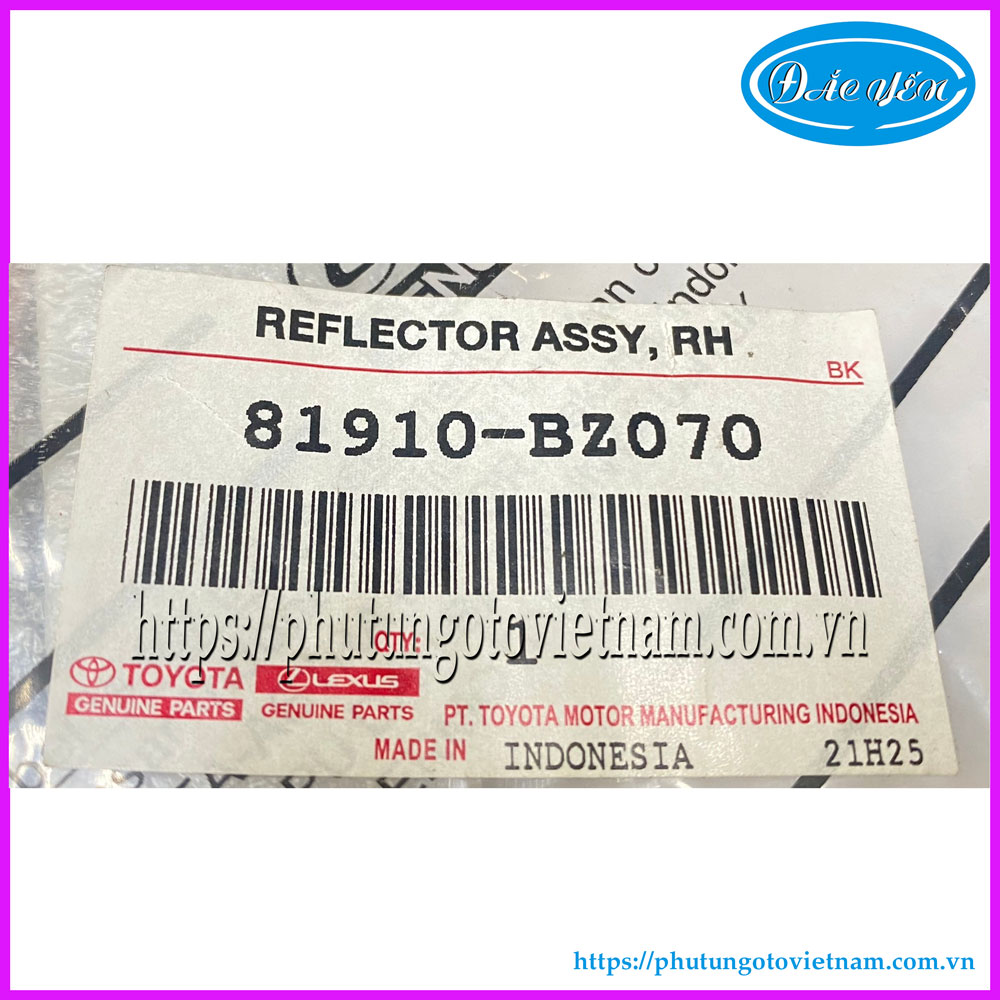 ĐẮC YẾN
REFLECTOR ASSY, RH
BK
81910-BZ070
https://phutungotovietnam.com.vn
QTY: 1
TOYOTA LEXUS
GENUINE PARTS GENUINE PARTS PT. TOYOTA MOTOR MANUFACTURING INDONESIA
MADE IN INDONESIA 21H25
https://phutungotovietnam.com.vn